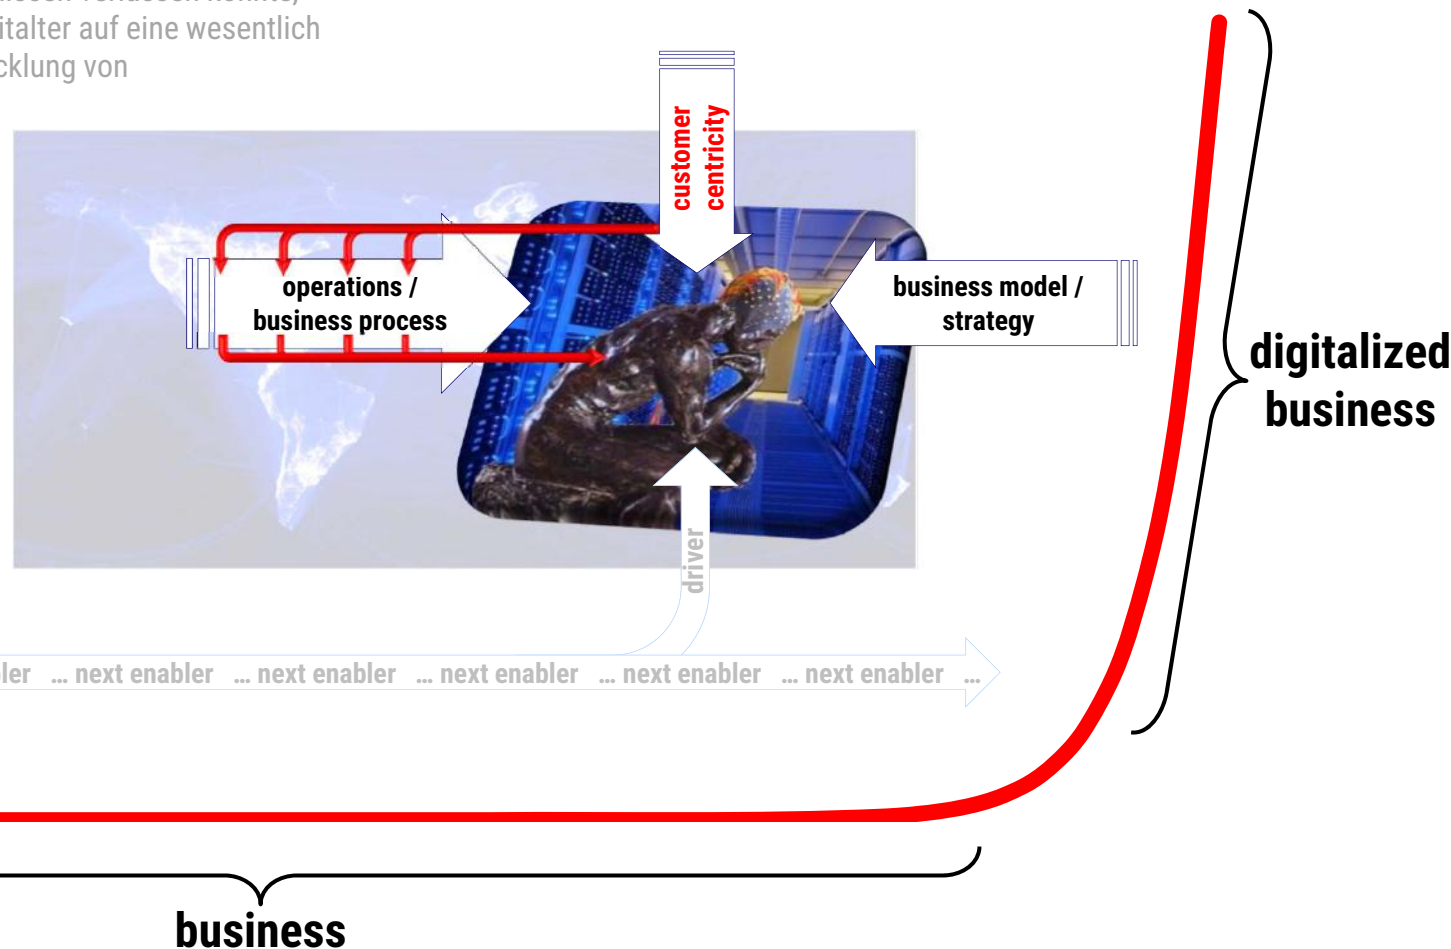 italter auf eine wesentlich
cklung von
customer
centricity
operations /
business process
business model /
strategy
digitalized
business
driver
ler … next enabler … next enabler … next enabler … next enabler … next enabler …
business